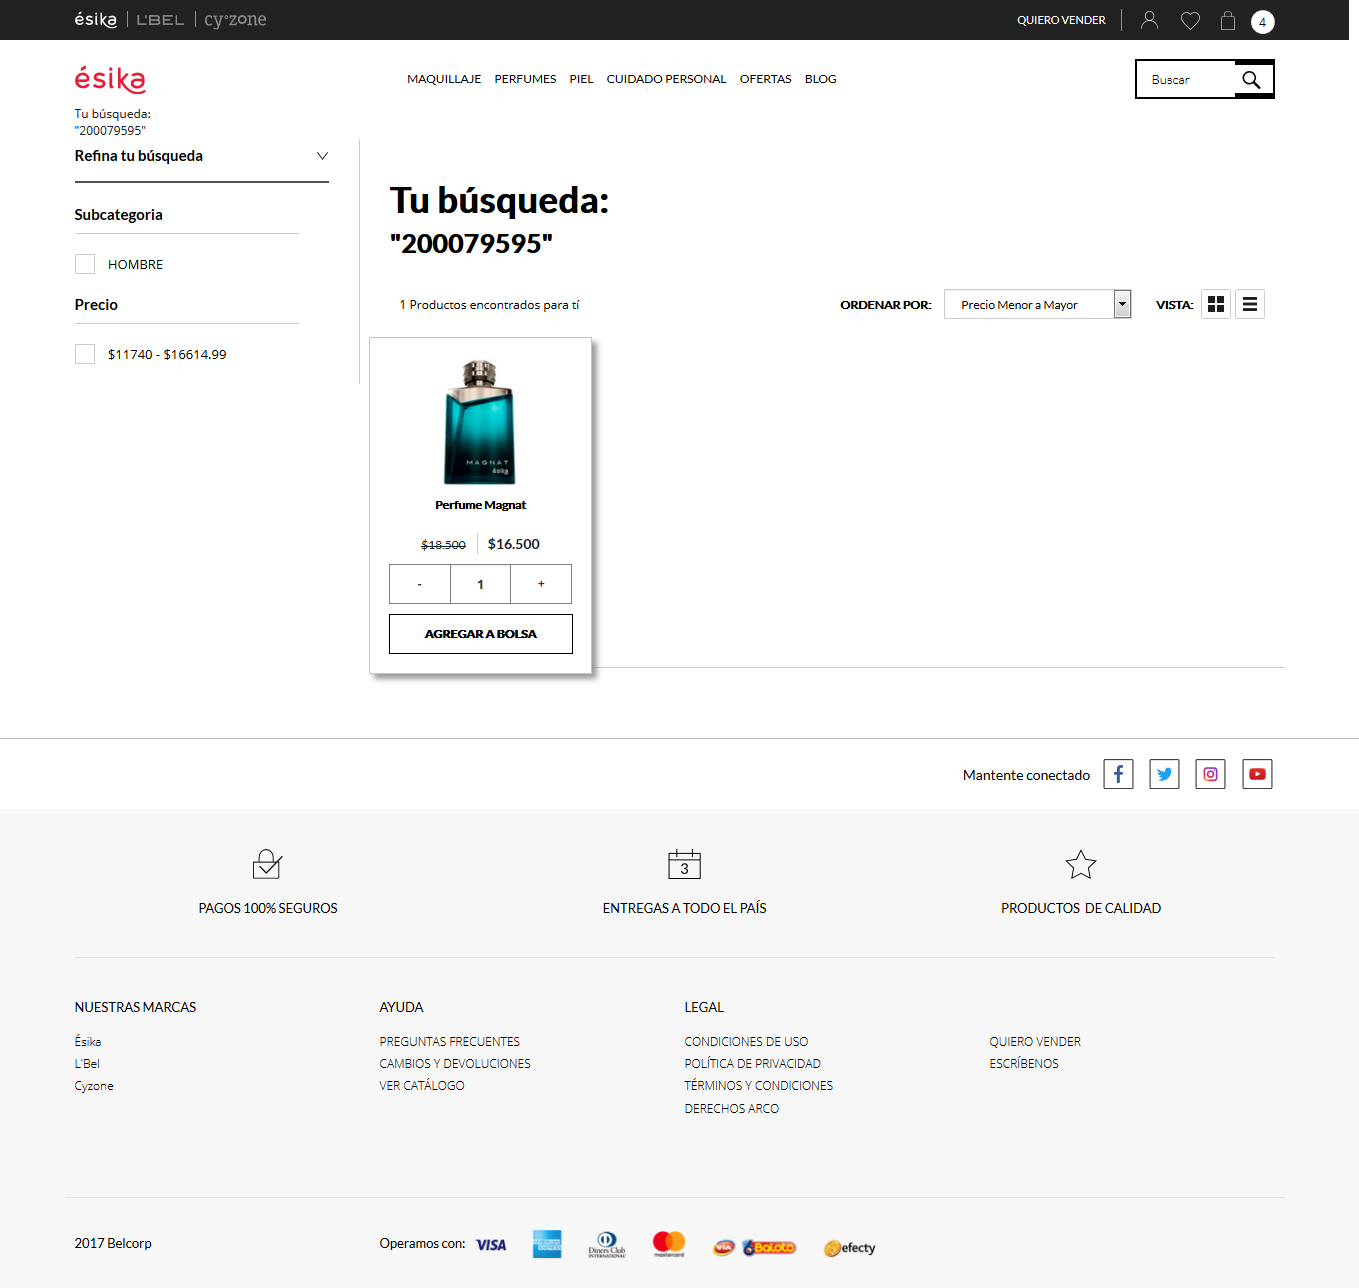 ésika | L'BEL | cy°zone
QUIERO VENDER
4
ésika
MAQUILLAJE PERFUMES PIEL CUIDADO PERSONAL OFERTAS BLOG
Buscar
Tu búsqueda:
"200079595"
Refina tu búsqueda
Subcategoria
HOMBRE
Precio
$11740 - $16614.99
Tu búsqueda:
"200079595"
1 Productos encontrados para tí
ORDENAR POR: Precio Menor a Mayor
VISTA:
MAGNAT
ésika
Perfume Magnat
$18.500 $16.500
- 1 +
AGREGAR A BOLSA
Mantente conectado
3
PAGOS 100% SEGUROS
ENTREGAS A TODO EL PAÍS
PRODUCTOS DE CALIDAD
NUESTRAS MARCAS
Ésika
L'Bel
Cyzone
AYUDA
PREGUNTAS FRECUENTES
CAMBIOS Y DEVOLUCIONES
VER CATÁLOGO
LEGAL
CONDICIONES DE USO
POLÍTICA DE PRIVACIDAD
TÉRMINOS Y CONDICIONES
DERECHOS ARCO
QUIERO VENDER
ESCRÍBENOS
2017 Belcorp
Operamos con: VISA
Diners Club
INTERNATIONAL
mastercard
via Baloto
efecty